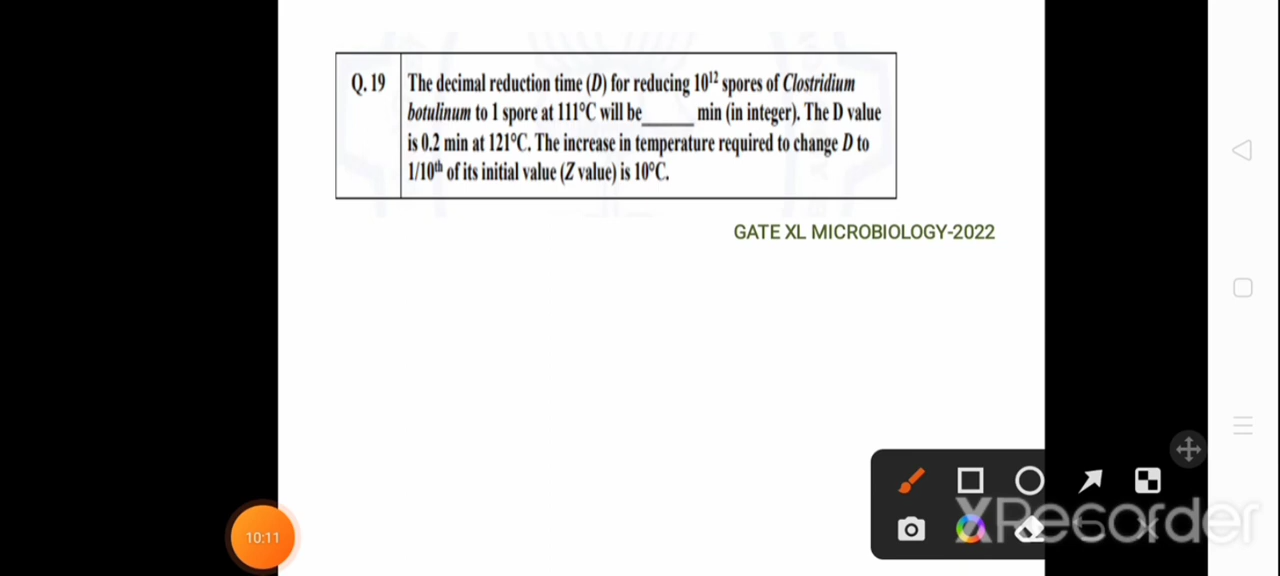 Q. 19 The decimal reduction time (D) for reducing 10¹² spores of Clostridium
botulinum to 1 spore at 111°C will be______ min (in integer). The D value
is 0.2 min at 121°C. The increase in temperature required to change D to
1/10ᵗʰ of its initial value (Z value) is 10°C.
GATE XL MICROBIOLOGY-2022
XRecorder
10:11